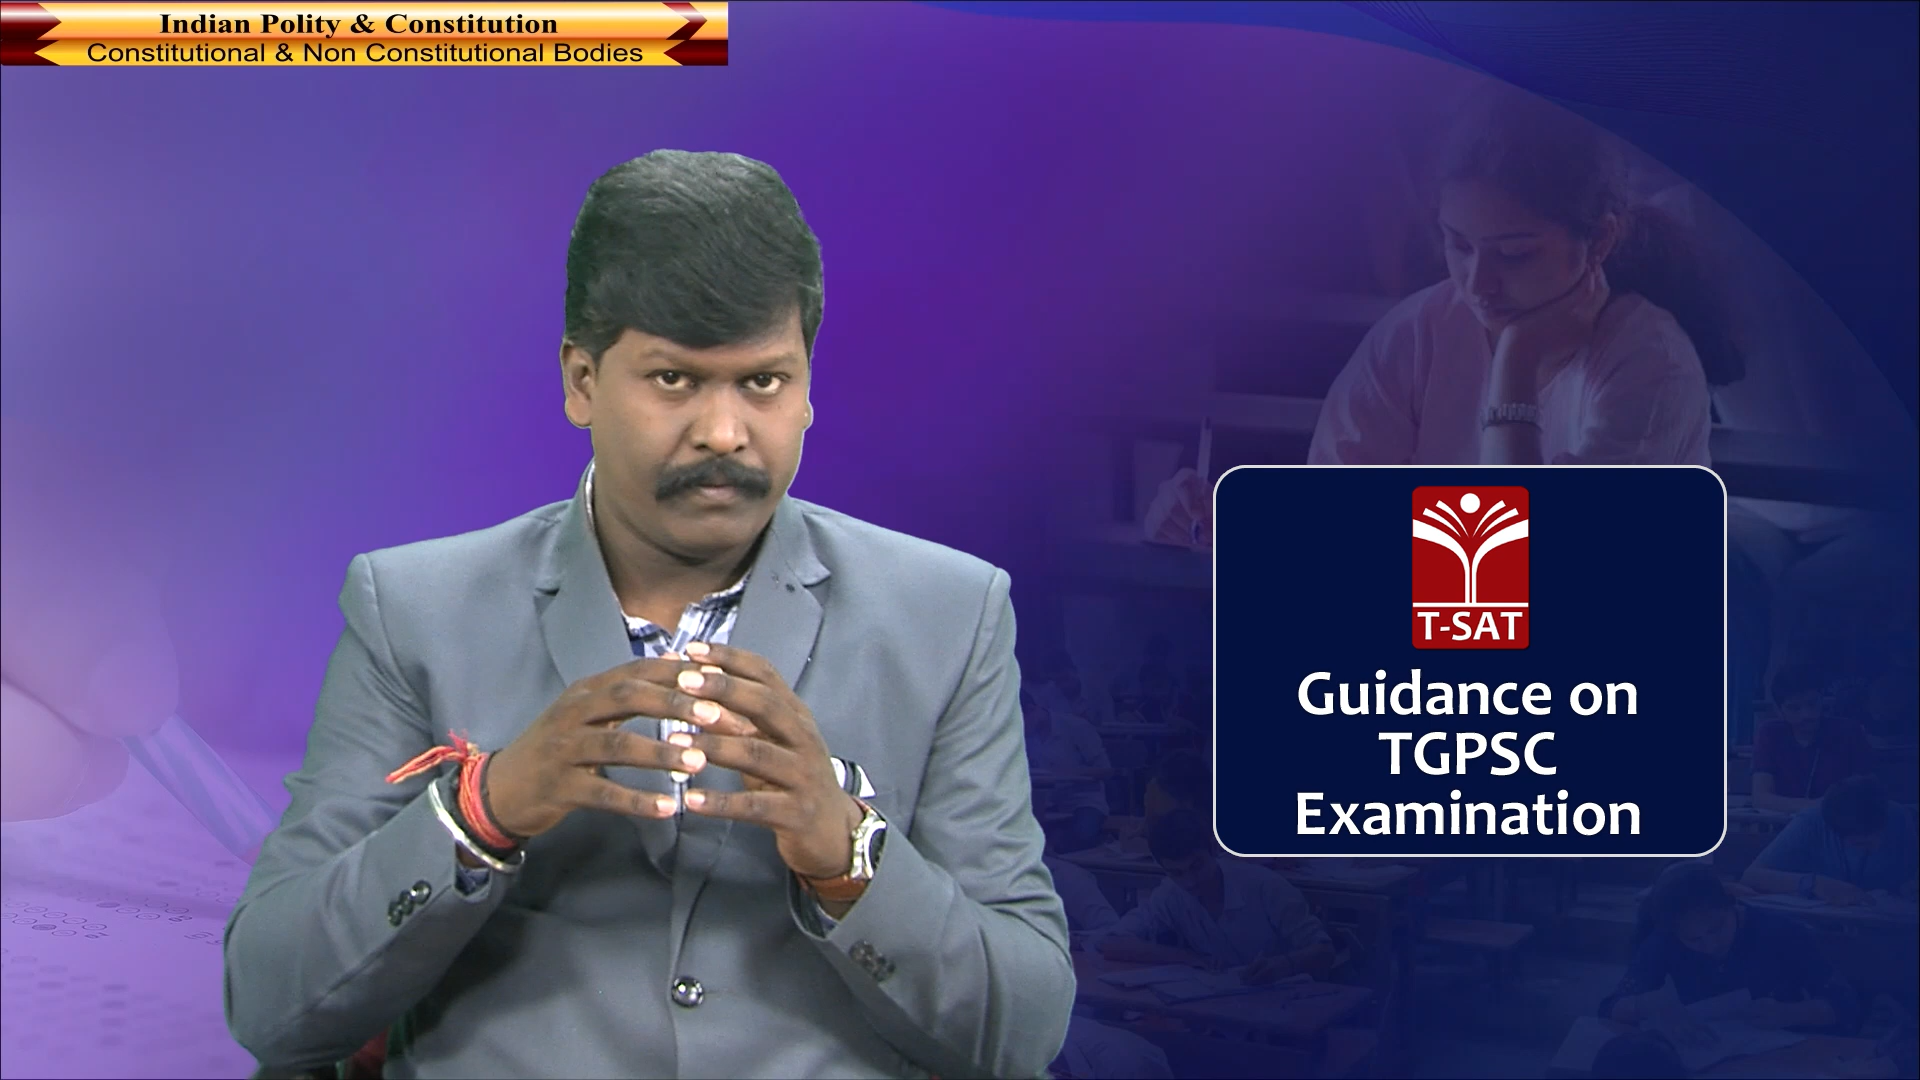 Indian Polity & Constitution
Constitutional & Non Constitutional Bodies
T-SAT
Guidance on
TGPSC
Examination